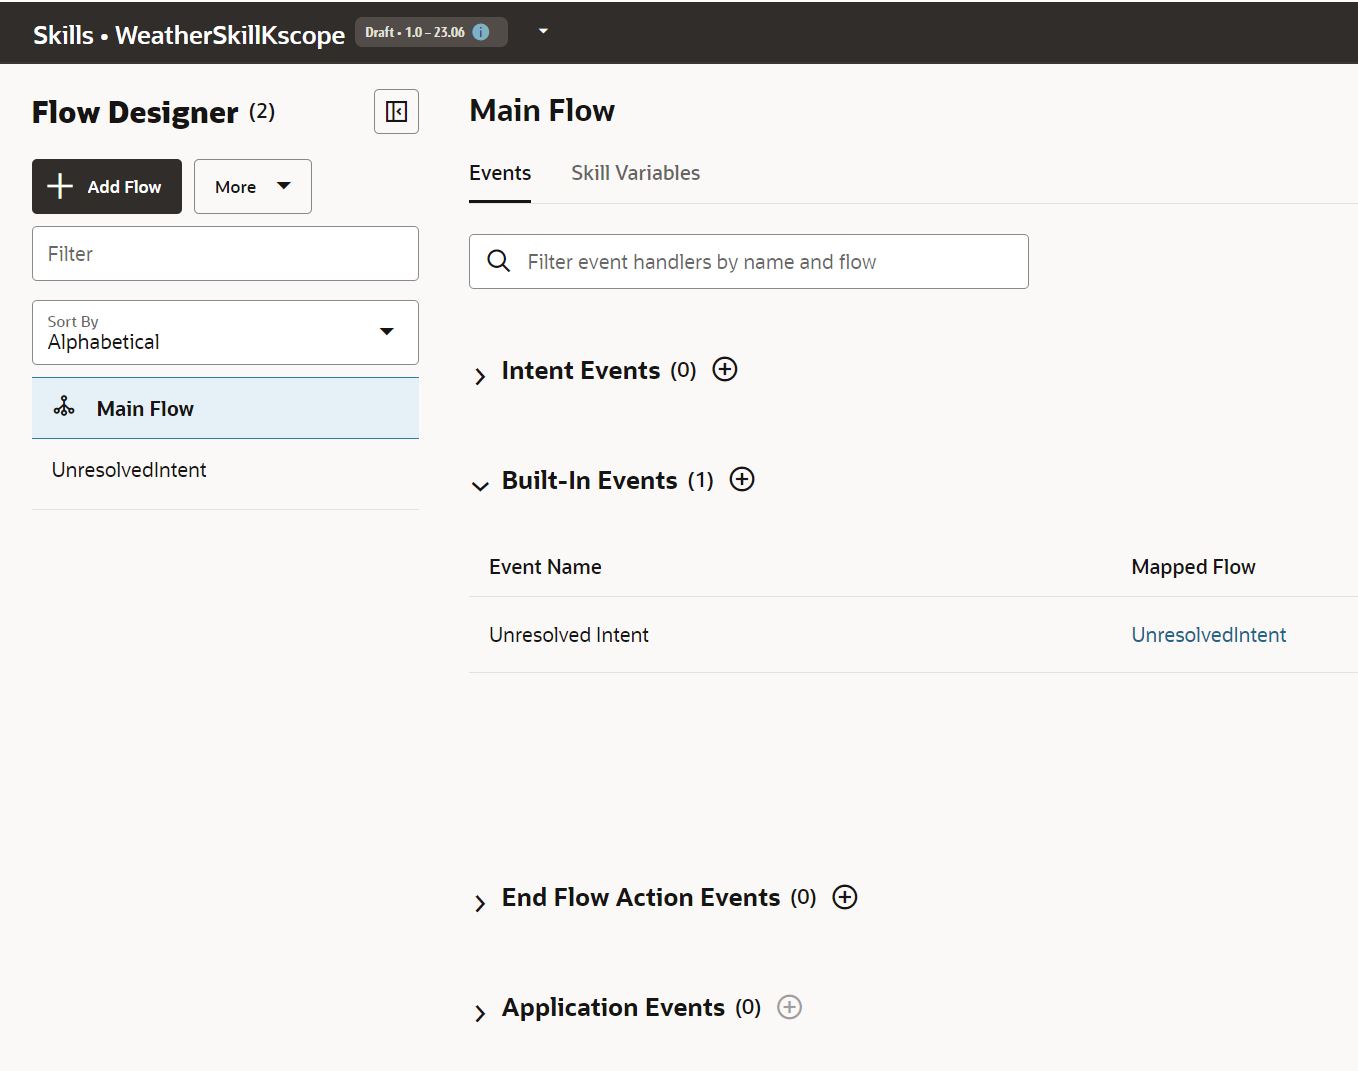 Skills • WeatherSkillKscope Draft • 1.0 – 23.06
Flow Designer (2)
Add Flow
More
Filter
Sort By
Alphabetical
Main Flow
UnresolvedIntent
Main Flow
Events Skill Variables
Filter event handlers by name and flow
Intent Events (0)
Built-In Events (1)
Event Name Mapped Flow
Unresolved Intent UnresolvedIntent
End Flow Action Events (0)
Application Events (0)